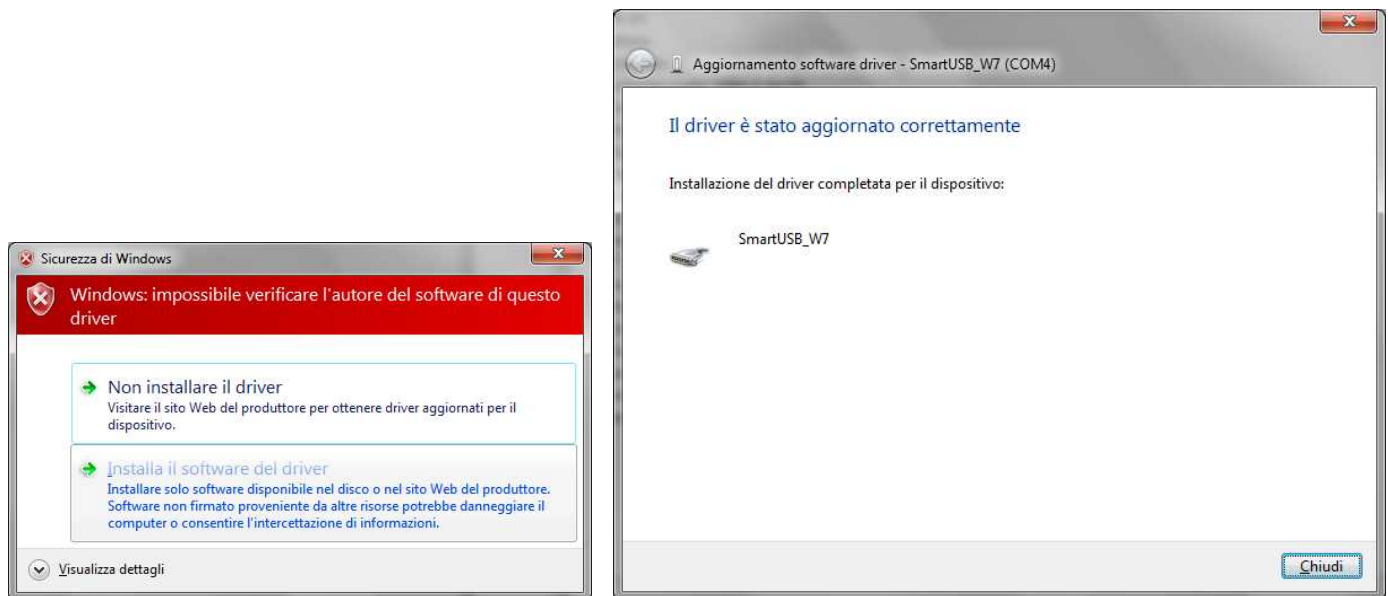 Sicurezza di Windows
Windows: impossibile verificare l'autore del software di questo
driver
Non installare il driver
Visitare il sito Web del produttore per ottenere driver aggiornati per il
dispositivo.
Installa il software del driver
Installare solo software disponibile nel disco o nel sito Web del produttore.
Software non firmato proveniente da altre risorse potrebbe danneggiare il
computer o consentire l'intercettazione di informazioni.
Visualizza dettagli
Aggiornamento software driver - SmartUSB_W7 (COM4)
Il driver è stato aggiornato correttamente
Installazione del driver completata per il dispositivo:
SmartUSB_W7
Chiudi